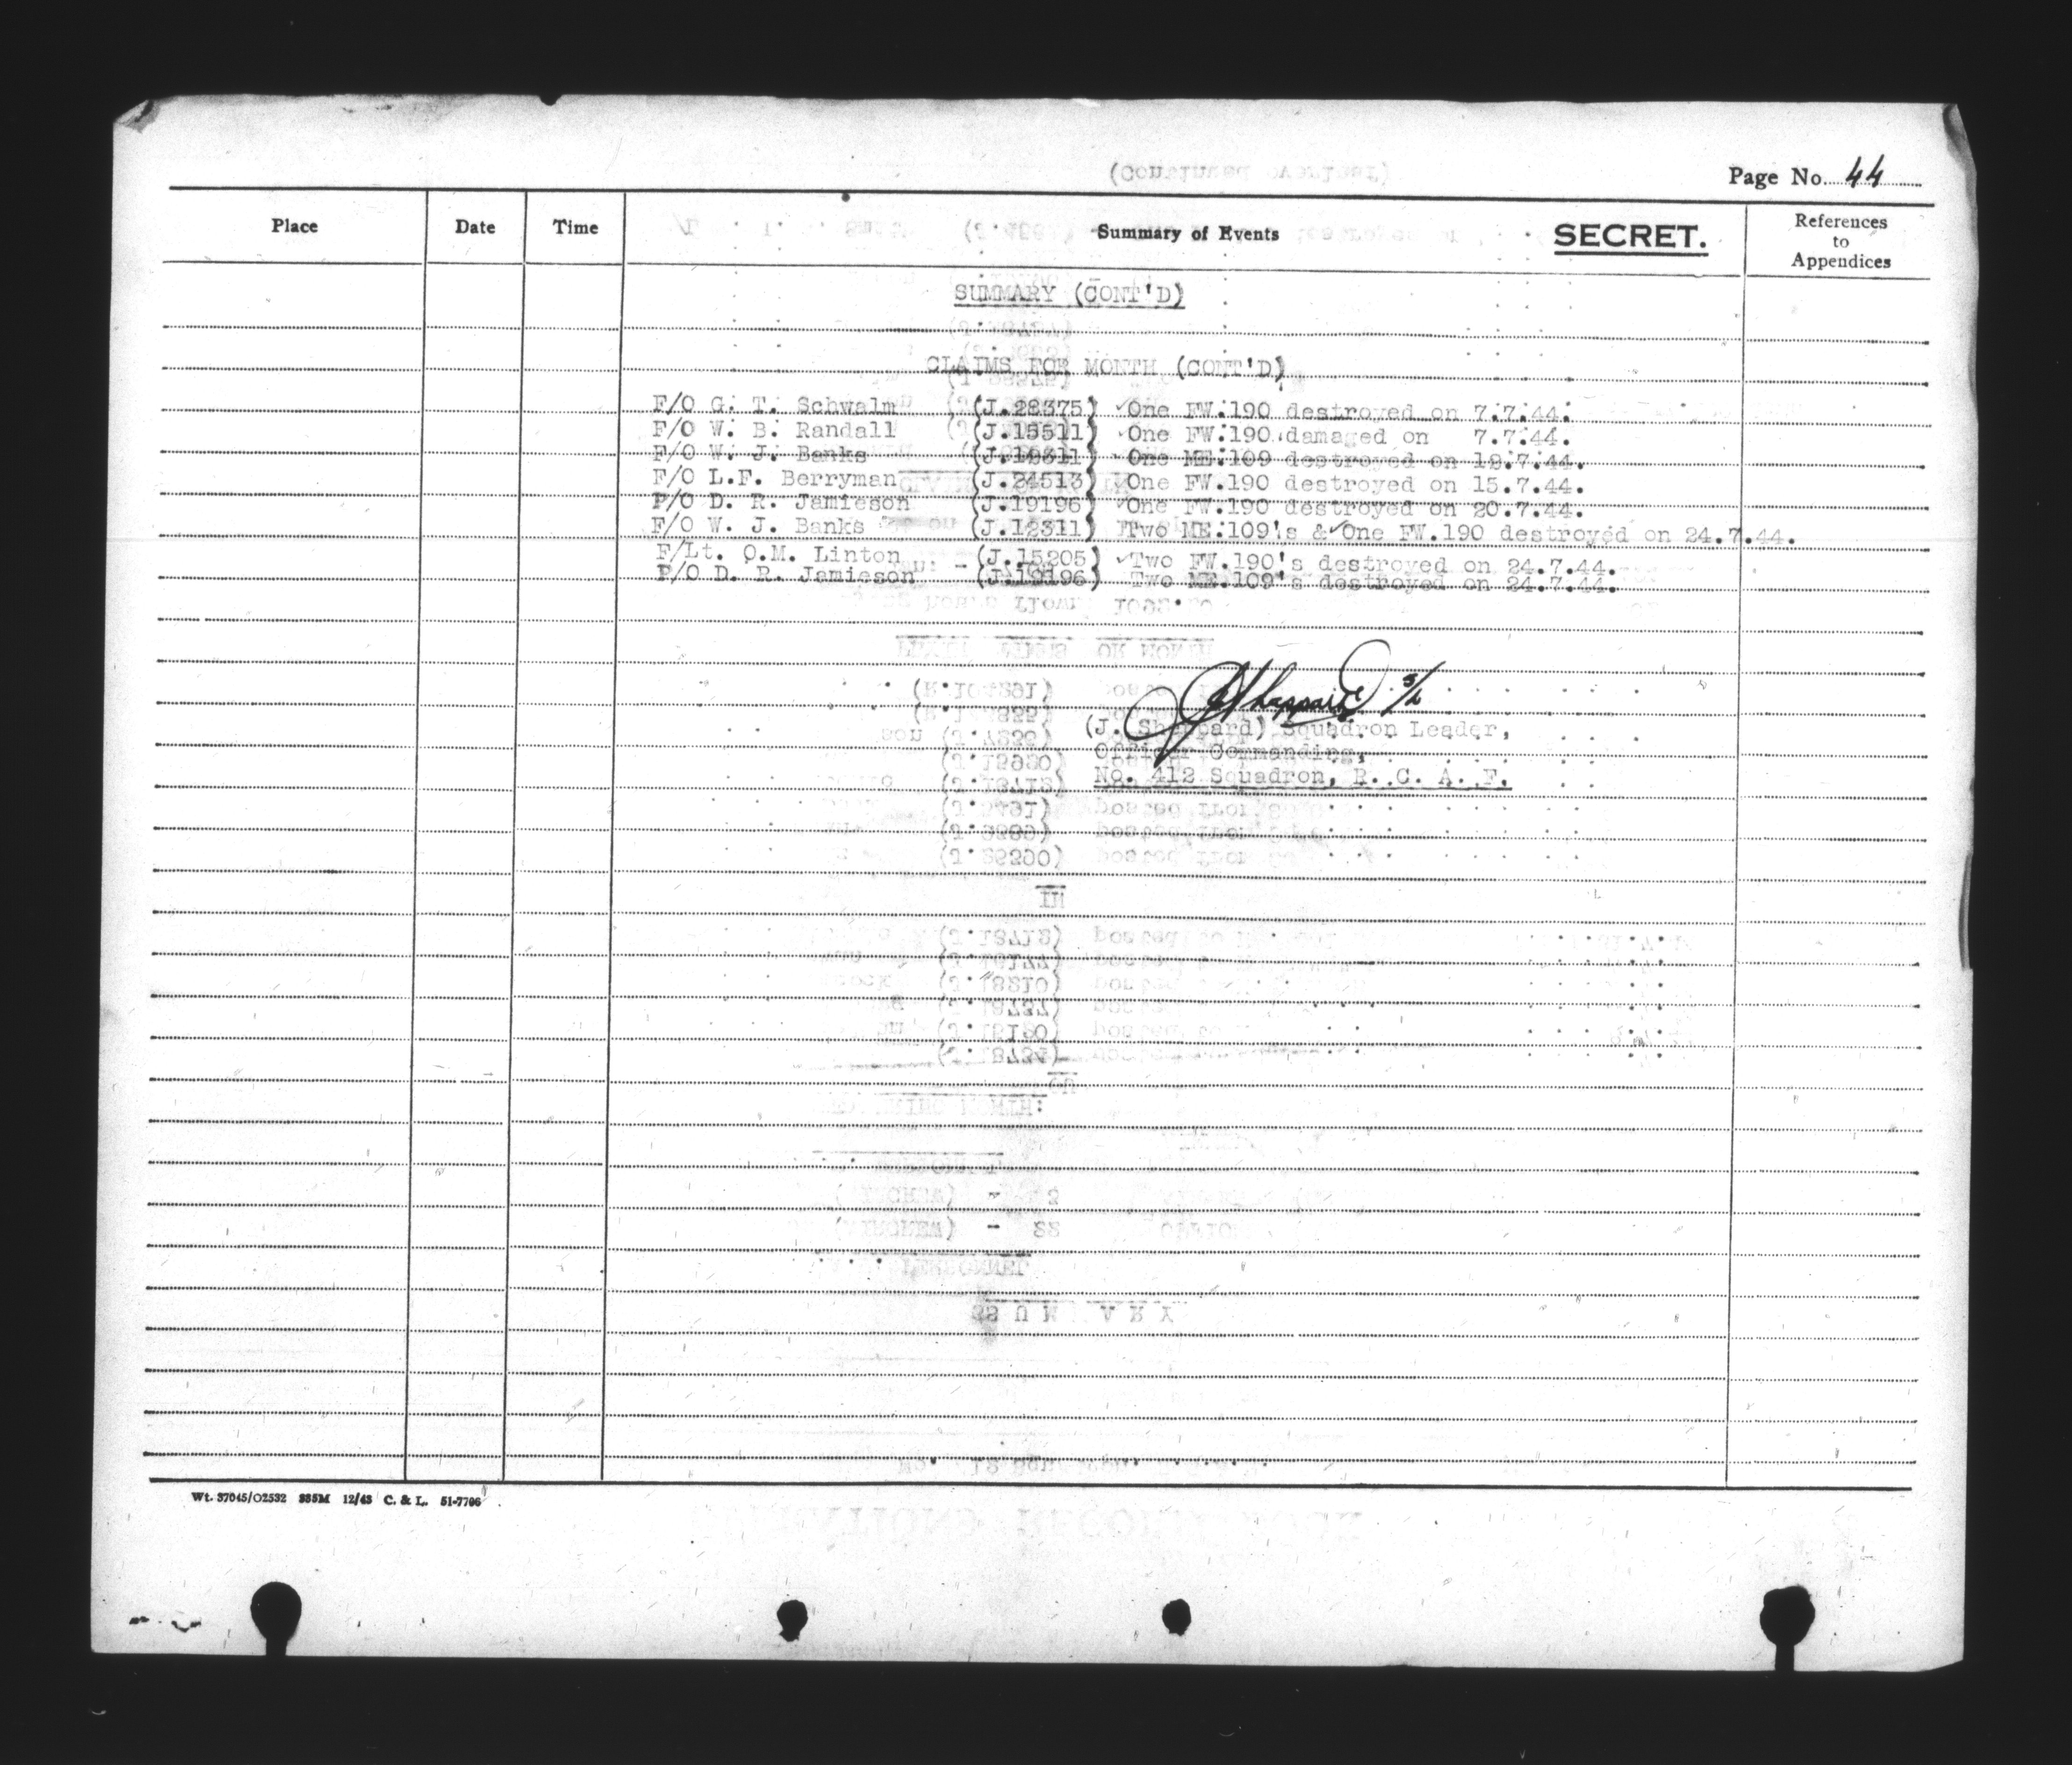 Page No. 44
Place Date Time Summary of Events SECRET. References to Appendices
SUMMARY (CONT'D)
CLAIMS FOR MONTH (CONT'D)
F/O G. T. Schwalm (J.28375) One FW.190 destroyed on 7.7.44.
F/O W. B. Randall (J.15511) One FW.190 damaged on 7.7.44.
F/O W. J. Banks (J.12311) One ME.109 destroyed on 19.7.44.
F/O L.F. Berryman (J.24513) One FW.190 destroyed on 15.7.44.
P/O D. R. Jamieson (J.19196) One FW.190 destroyed on 20.7.44.
F/O W. J. Banks (J.12311) Two ME.109's & One FW.190 destroyed on 24.7.44.
F/Lt. O.M. Linton (J.15205) Two FW.190's destroyed on 24.7.44.
P/O D. R. Jamieson (J.19196) Two ME.109's destroyed on 24.7.44.
(J. Sheppard) Squadron Leader,
Officer Commanding,
No. 412 Squadron, R. C. A. F.
Wt. 37045/O2532 335M 12/43 C. & L. 51-7706